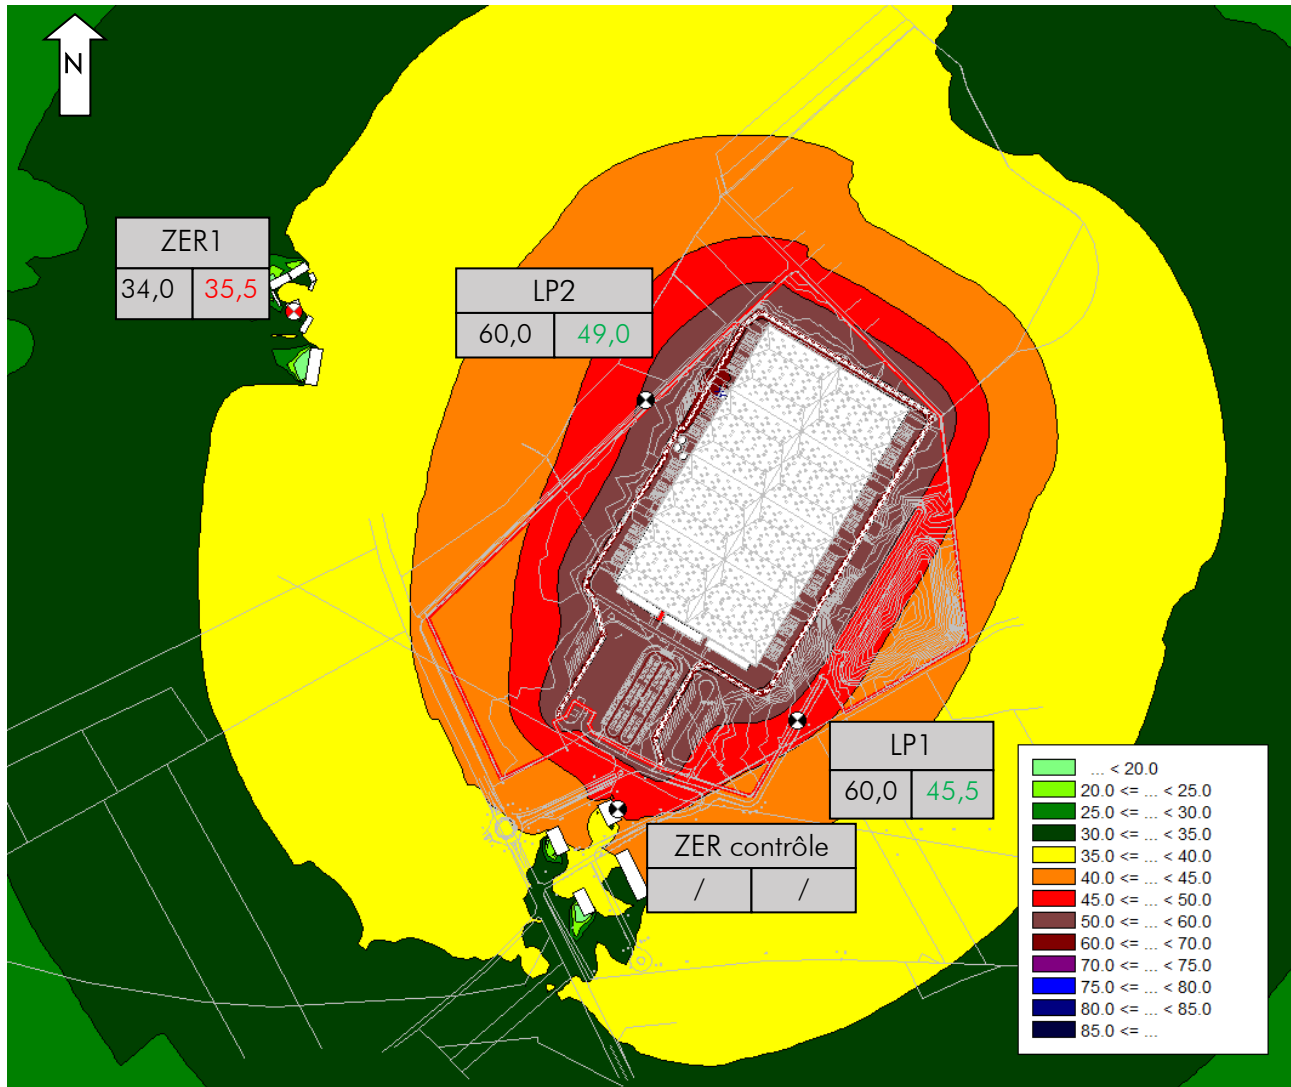 N
ZER1
34,0 35,5
LP2
60,0 49,0
LP1
60,0 45,5
ZER contrôle
/ /
... < 20.0
20.0 <= ... < 25.0
25.0 <= ... < 30.0
30.0 <= ... < 35.0
35.0 <= ... < 40.0
40.0 <= ... < 45.0
45.0 <= ... < 50.0
50.0 <= ... < 60.0
60.0 <= ... < 70.0
70.0 <= ... < 75.0
75.0 <= ... < 80.0
80.0 <= ... < 85.0
85.0 <= ...